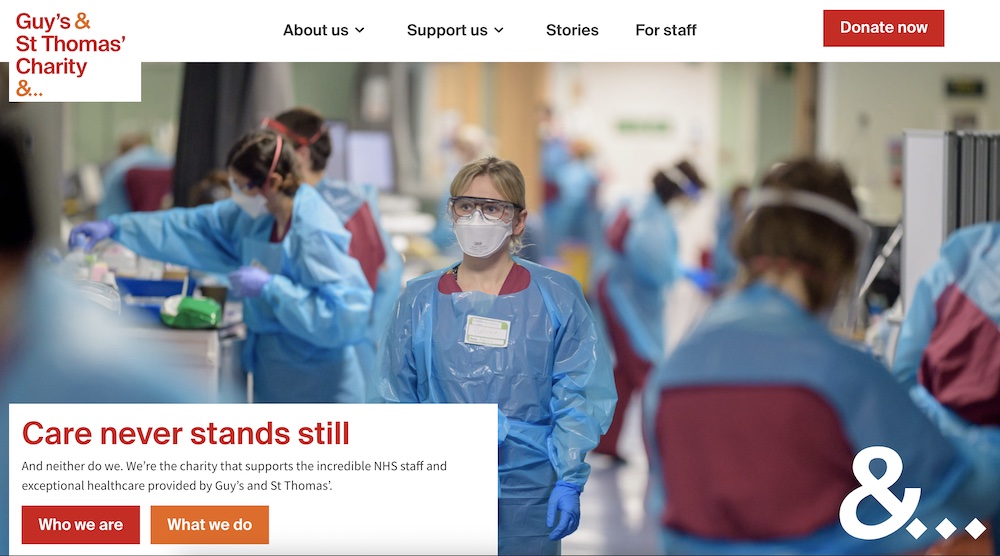 Guy's &
St Thomas'
Charity
&...
About us
Support us
Stories
For staff
Donate now
Care never stands still
And neither do we. We're the charity that supports the incredible NHS staff and
exceptional healthcare provided by Guy's and St Thomas'.
Who we are
What we do
&...